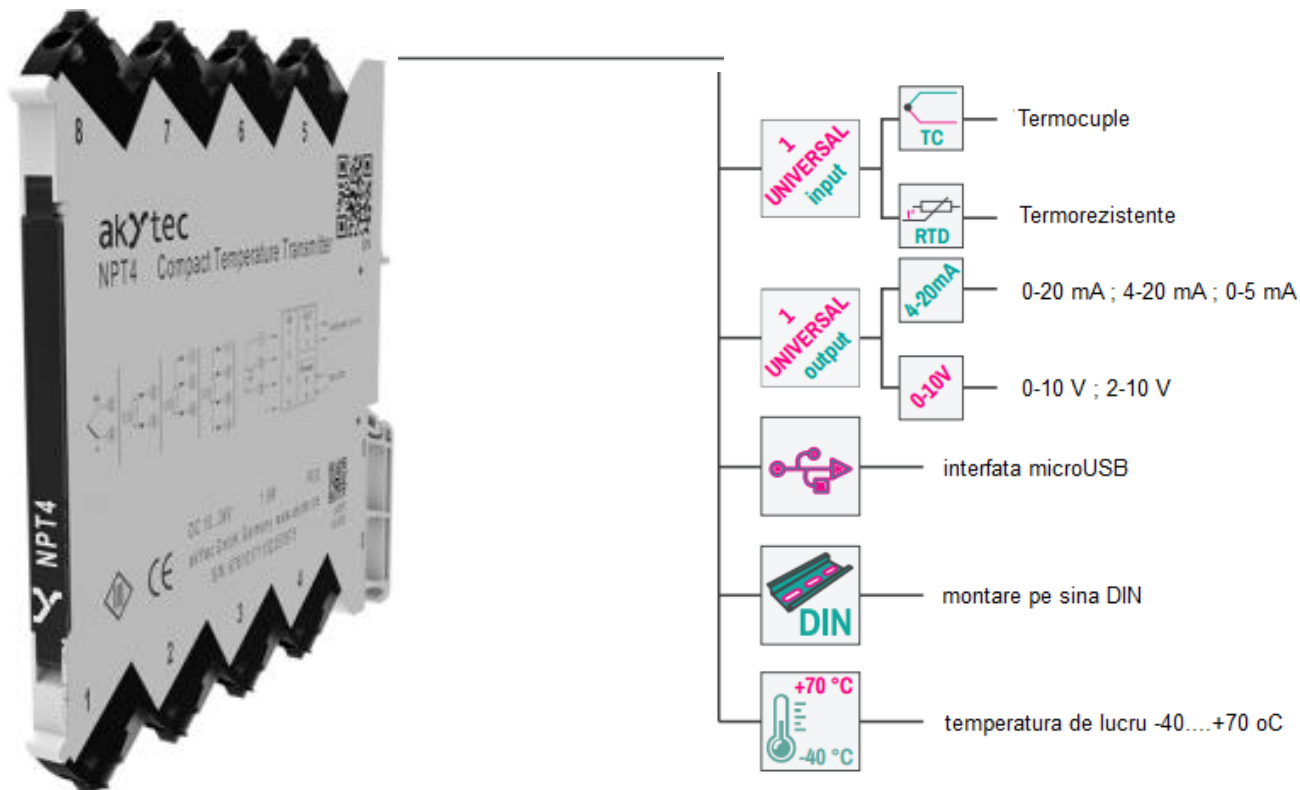 8 7 6 5
akYtec
NPT4 Compact Temperature Transmitter
NPT4
1 2 3 4
CE
1
UNIVERSAL
input
TC
Termocuple
RTD
Termorezistente
1
UNIVERSAL
output
4-20mA
0-20 mA ; 4-20 mA ; 0-5 mA
0-10V
0-10 V ; 2-10 V
interfata microUSB
DIN
montare pe sina DIN
+70 °C
-40 °C
temperatura de lucru -40....+70 oC